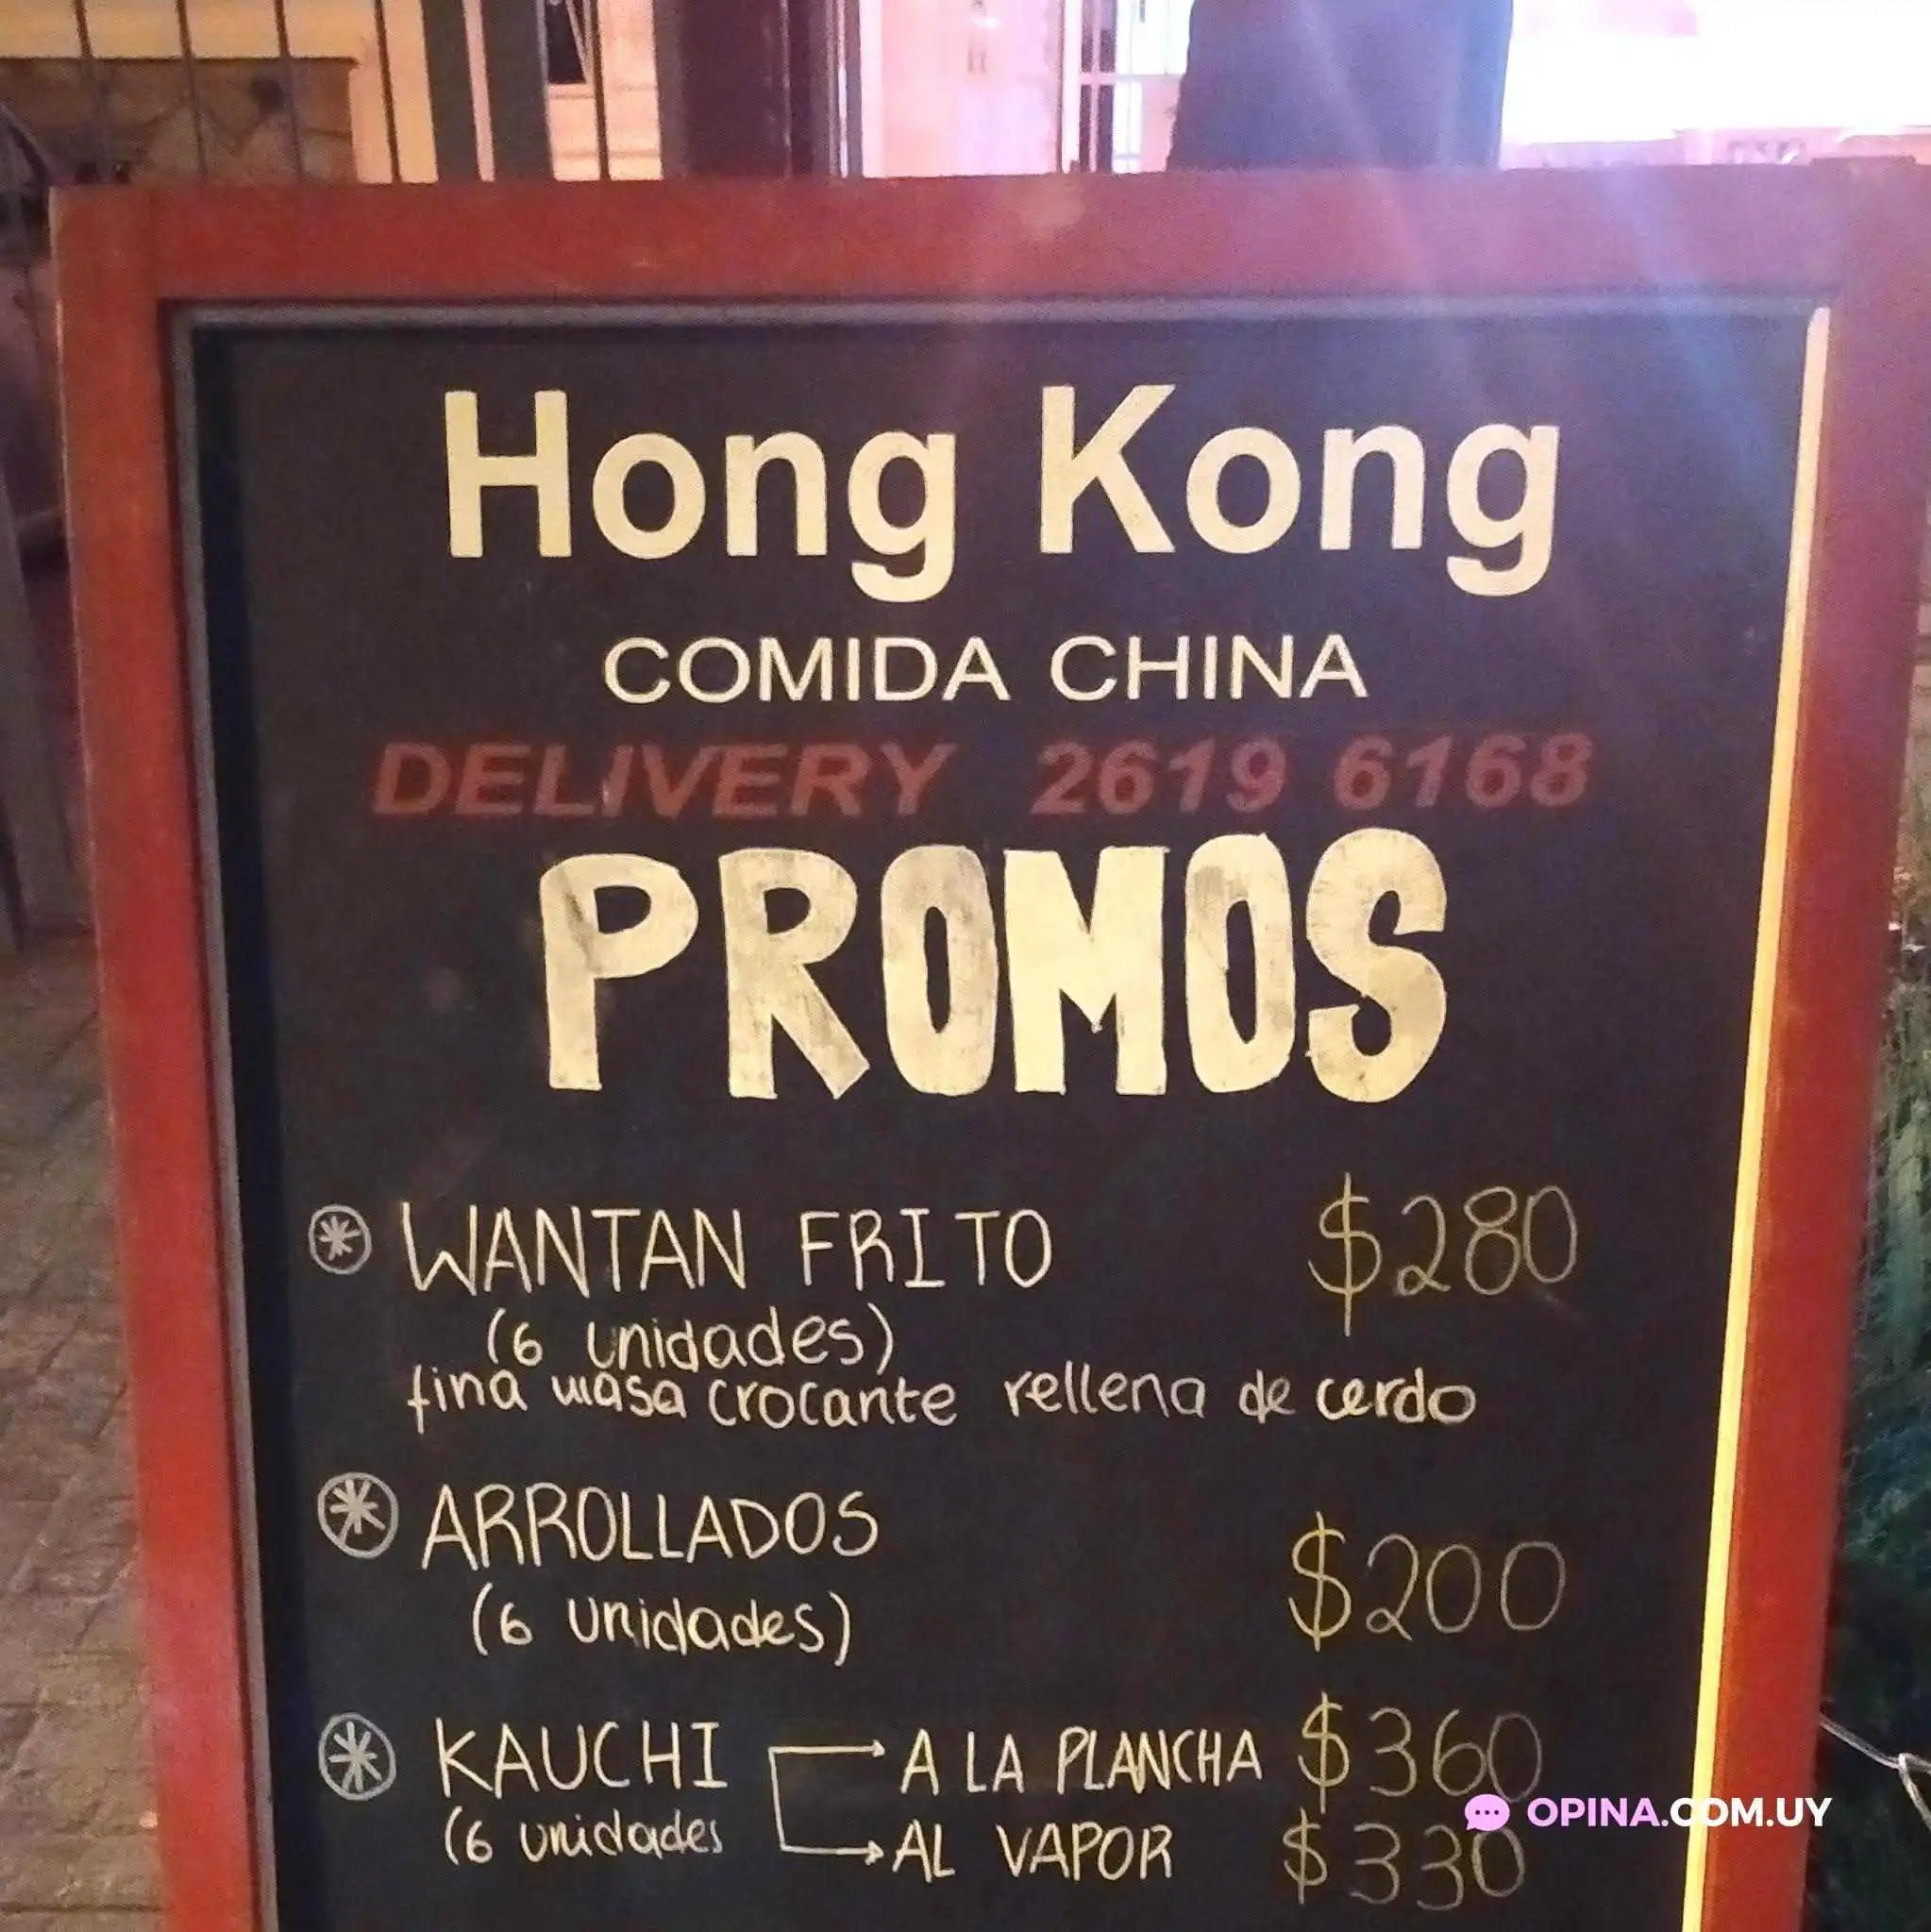 Hong Kong
COMIDA CHINA
DELIVERY 2619 6168
PROMOS
WANTAN FRITO $280
(6 unidades)
fina masa crocante rellena de cerdo
ARROLLADOS
$200
(6 unidades)
KAUCHI A LA PLANCHA $360
(6 unidades AL VAPOR $330
OPINA.COM.UY